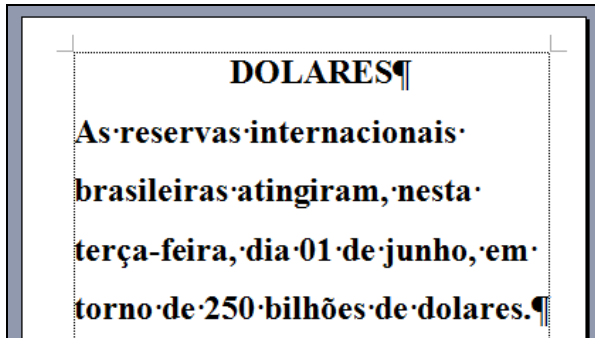 DOLARES¶
As·reservas·internacionais·
brasileiras·atingiram,·nesta·
terça-feira,·dia·01·de·junho,·em·
torno·de·250·bilhões·de·dolares.¶